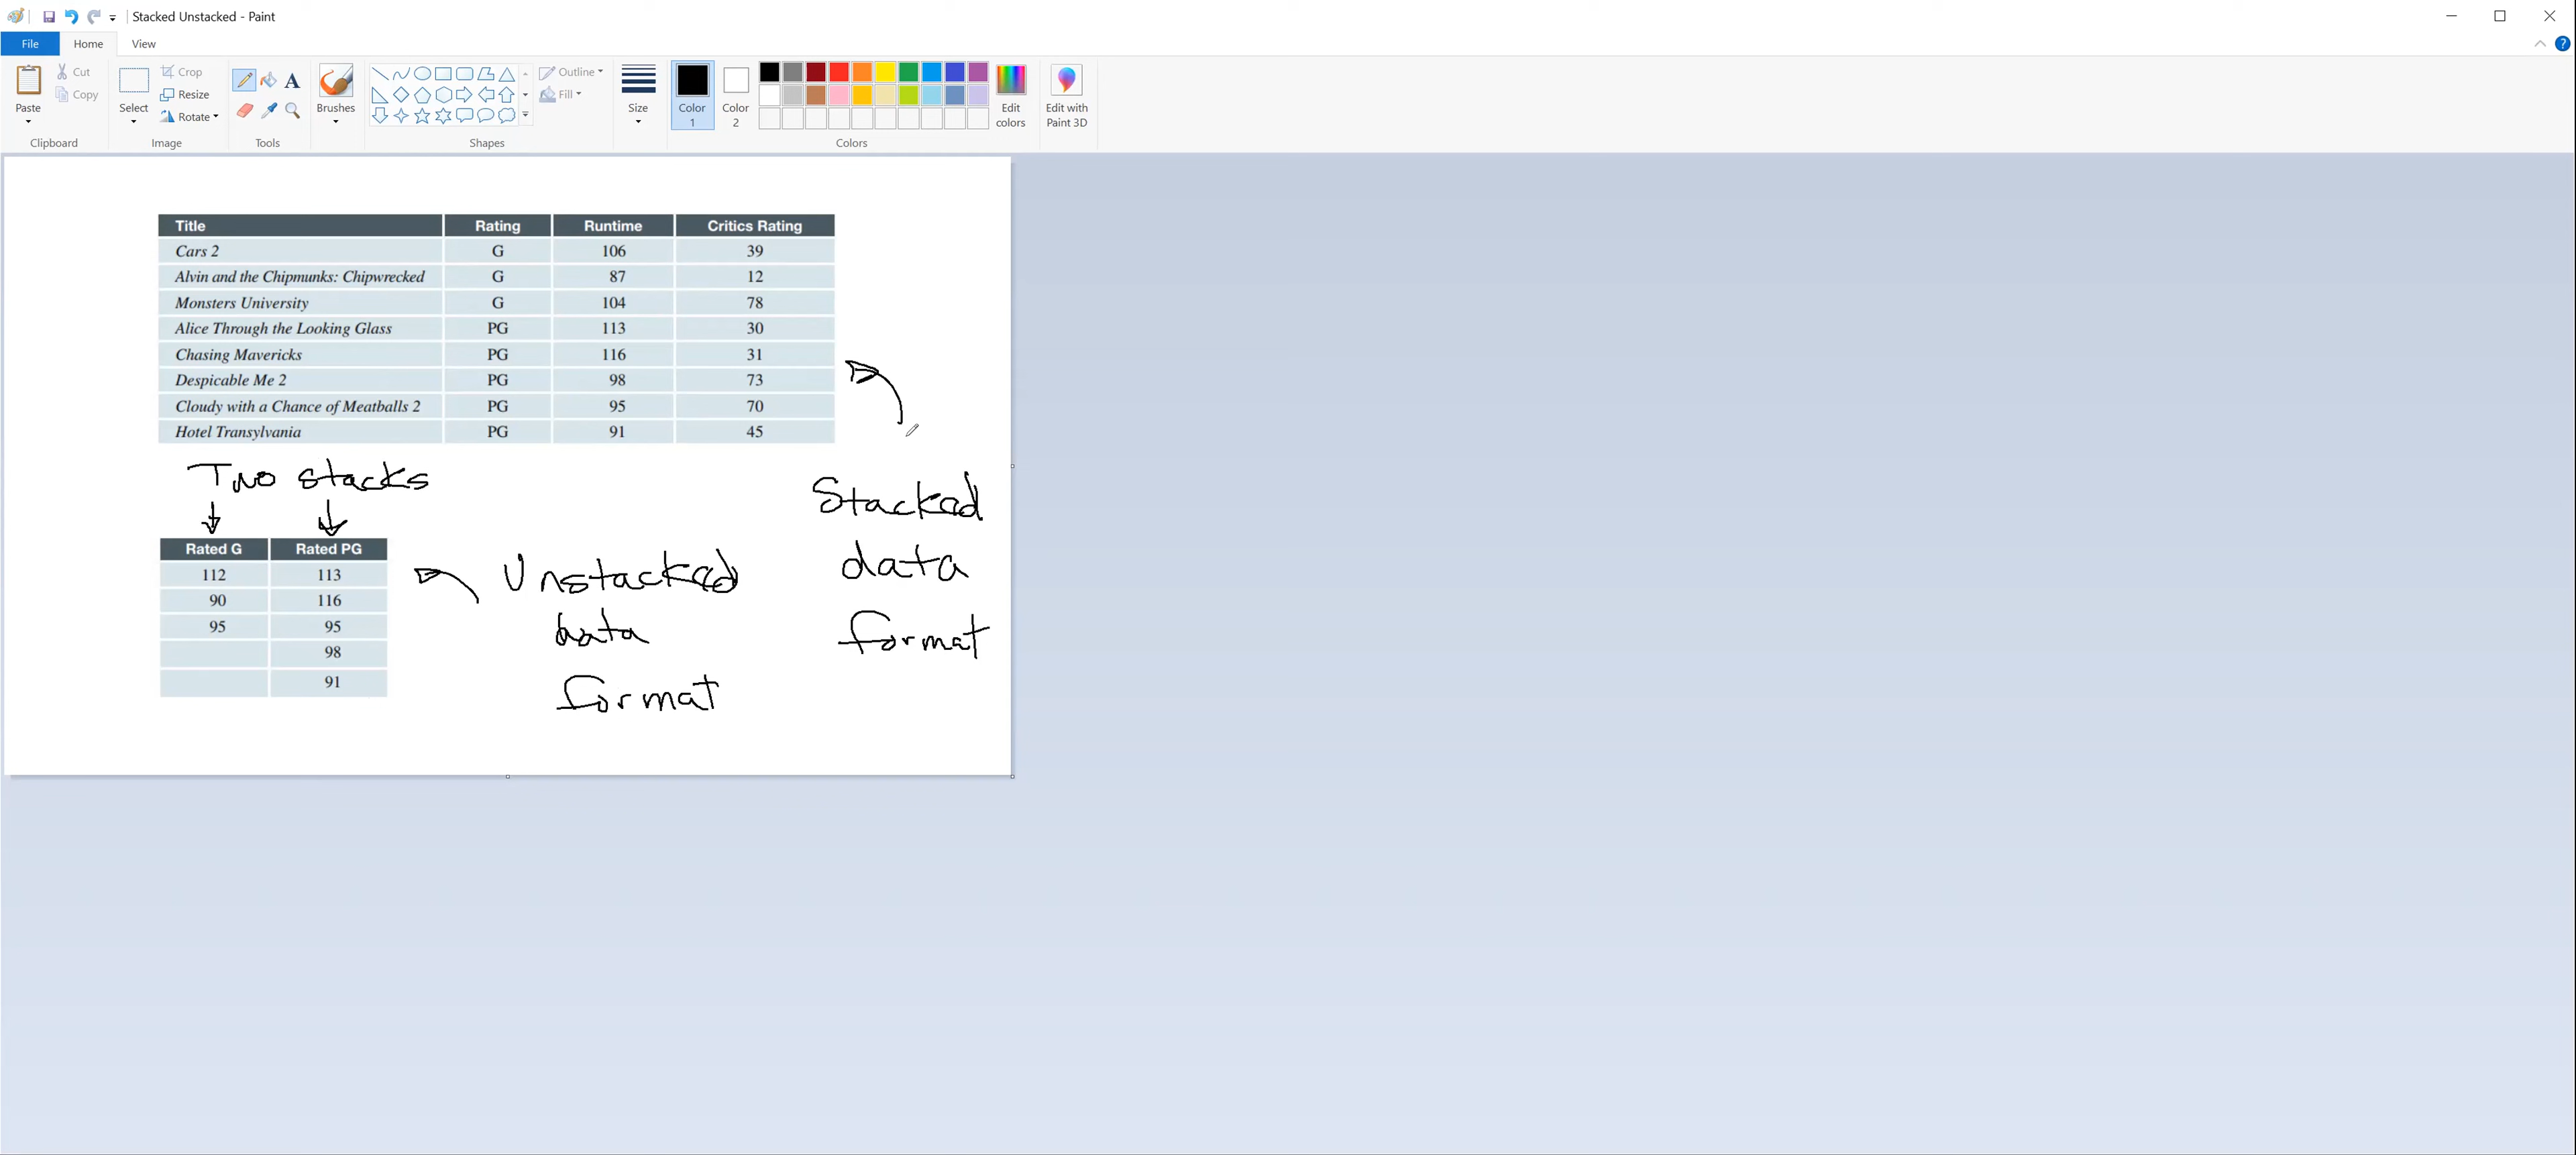 Stacked Unstacked - Paint
File Home View
Paste
Cut
Copy
Clipboard
Select
Crop
Resize
Rotate
Image
A
Tools
Brushes
Outline
Fill
Shapes
Size
Color 1
Color 2
Edit colors
Colors
Edit with Paint 3D
Title Rating Runtime Critics Rating
Cars 2 G 106 39
Alvin and the Chipmunks: Chipwrecked G 87 12
Monsters University G 104 78
Alice Through the Looking Glass PG 113 30
Chasing Mavericks PG 116 31
Despicable Me 2 PG 98 73
Cloudy with a Chance of Meatballs 2 PG 95 70
Hotel Transylvania PG 91 45
Two stacks
Rated G Rated PG
112 113
90 116
95 95
98
91
Unstacked
data
format
Stacked
data
format